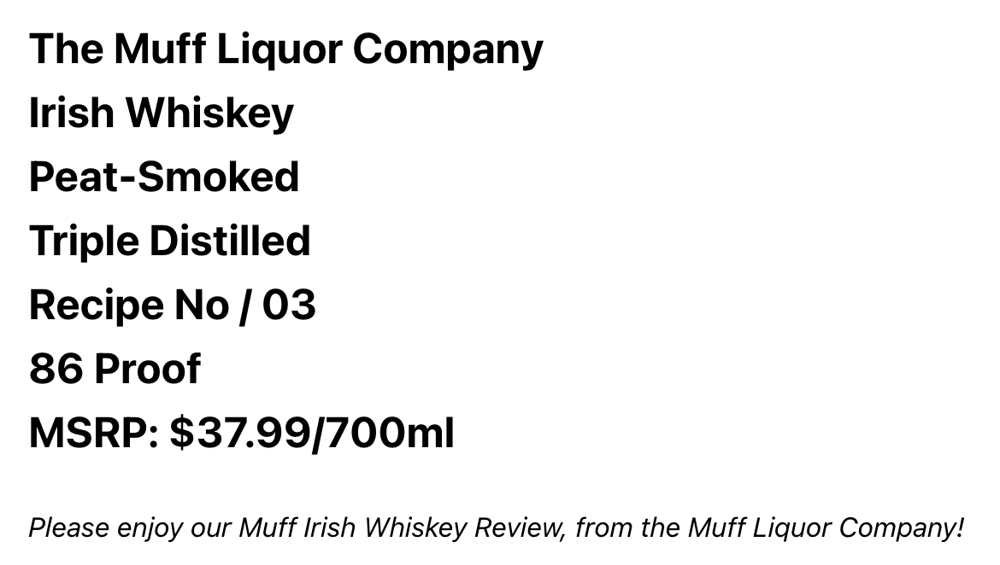 The Muff Liquor Company
Irish Whiskey
Peat-Smoked
Triple Distilled
Recipe No / 03
86 Proof
MSRP: $37.99/700ml
Please enjoy our Muff Irish Whiskey Review, from the Muff Liquor Company!